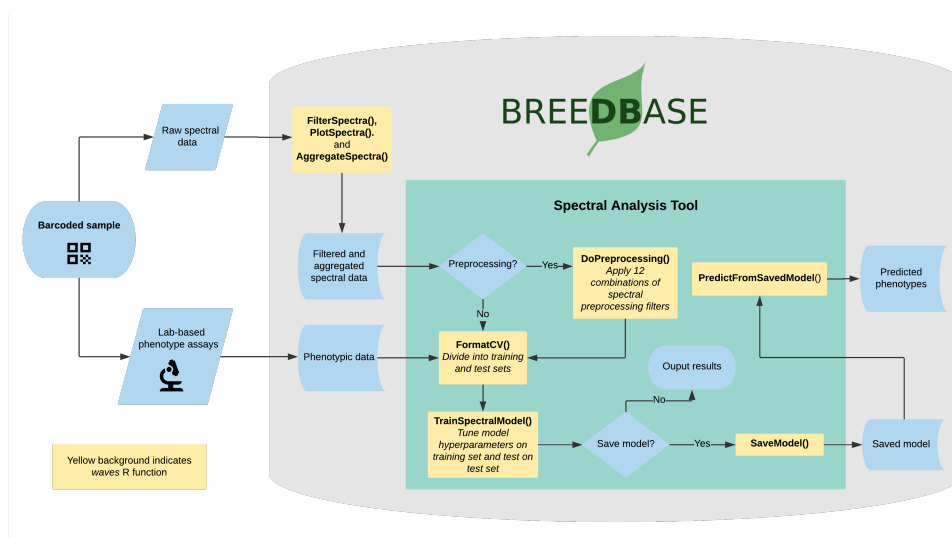 BREEDBASE
Raw spectral
data
FilterSpectra(),
PlotSpectra().
and
AggregateSpectra()
Barcoded sample
Spectral Analysis Tool
Filtered and
aggregated
spectral data
Preprocessing?
Yes
DoPreprocessing()
Apply 12
combinations of
spectral
preprocessing filters
PredictFromSavedModel()
Predicted
phenotypes
No
Lab-based
phenotype assays
Phenotypic data
FormatCV()
Divide into training
and test sets
Ouput results
No
TrainSpectralModel()
Tune model
hyperparameters on
training set and test on
test set
Save model?
Yes
SaveModel()
Saved model
Yellow background indicates
waves R function